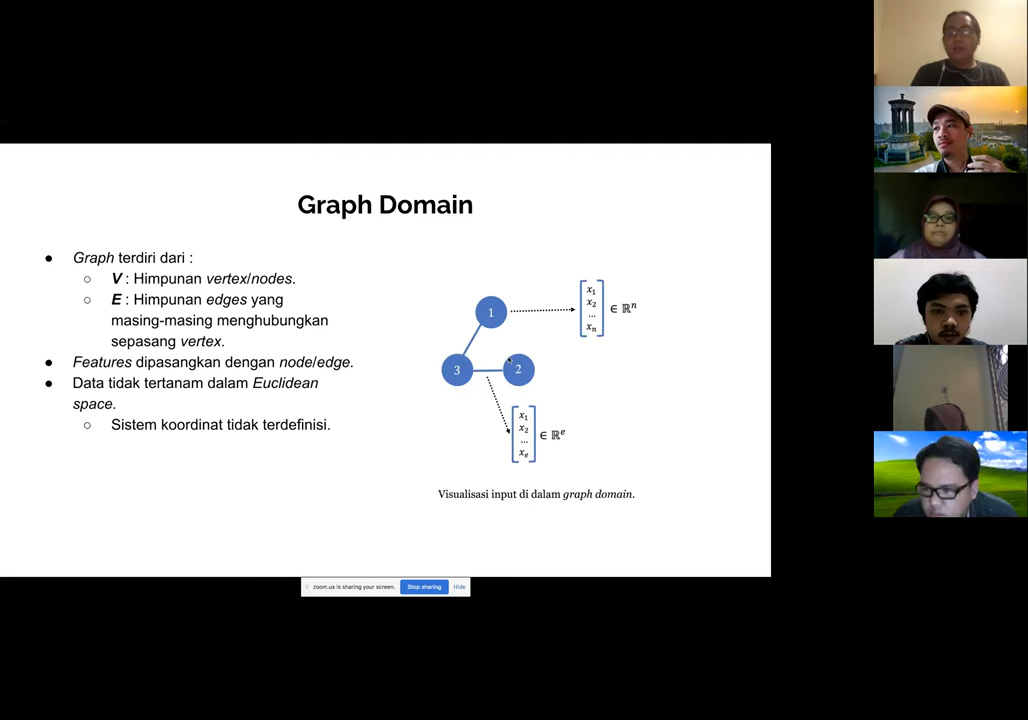 Graph Domain
● Graph terdiri dari :
○ V : Himpunan vertex/nodes.
○ E : Himpunan edges yang
masing-masing menghubungkan
sepasang vertex.
● Features dipasangkan dengan node/edge.
● Data tidak tertanam dalam Euclidean
space.
○ Sistem koordinat tidak terdefinisi.
1
3
2
x₁
x₂
...
xₙ
∈ ℝⁿ
x₁
x₂
...
xₑ
∈ ℝᵉ
Visualisasi input di dalam graph domain.
zoom.us is sharing your screen. Stop sharing Hide